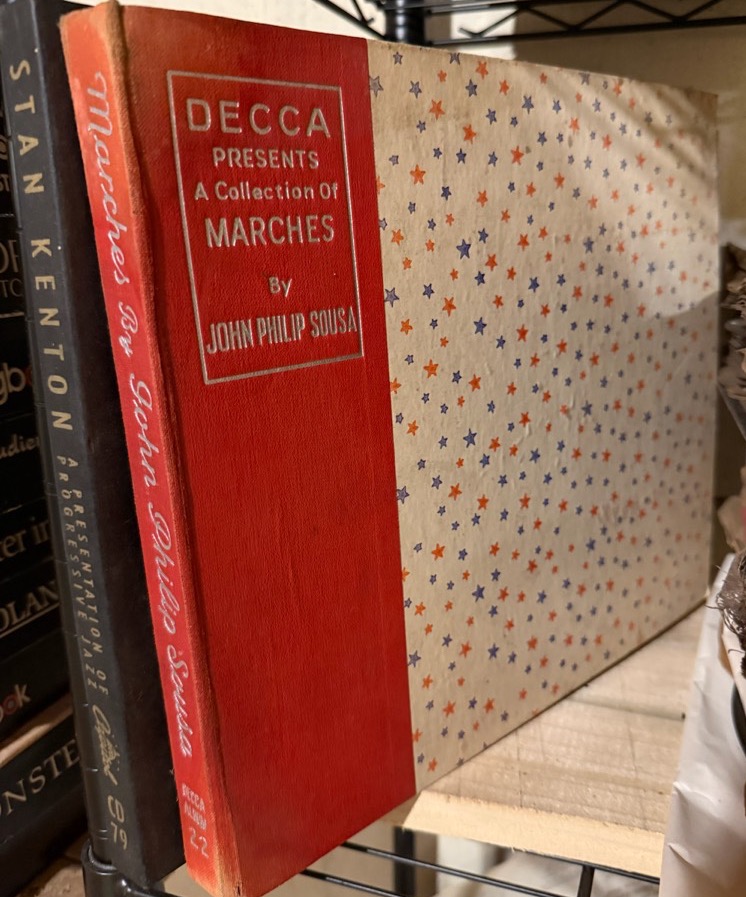 DECCA
PRESENTS
A Collection Of
MARCHES
By
JOHN PHILIP SOUSA
Marches By John Philip Sousa
DECCA
ALBUM
22
STAN KENTON
A PRESENTATION OF
PROGRESSIVE JAZZ
Capitol
79